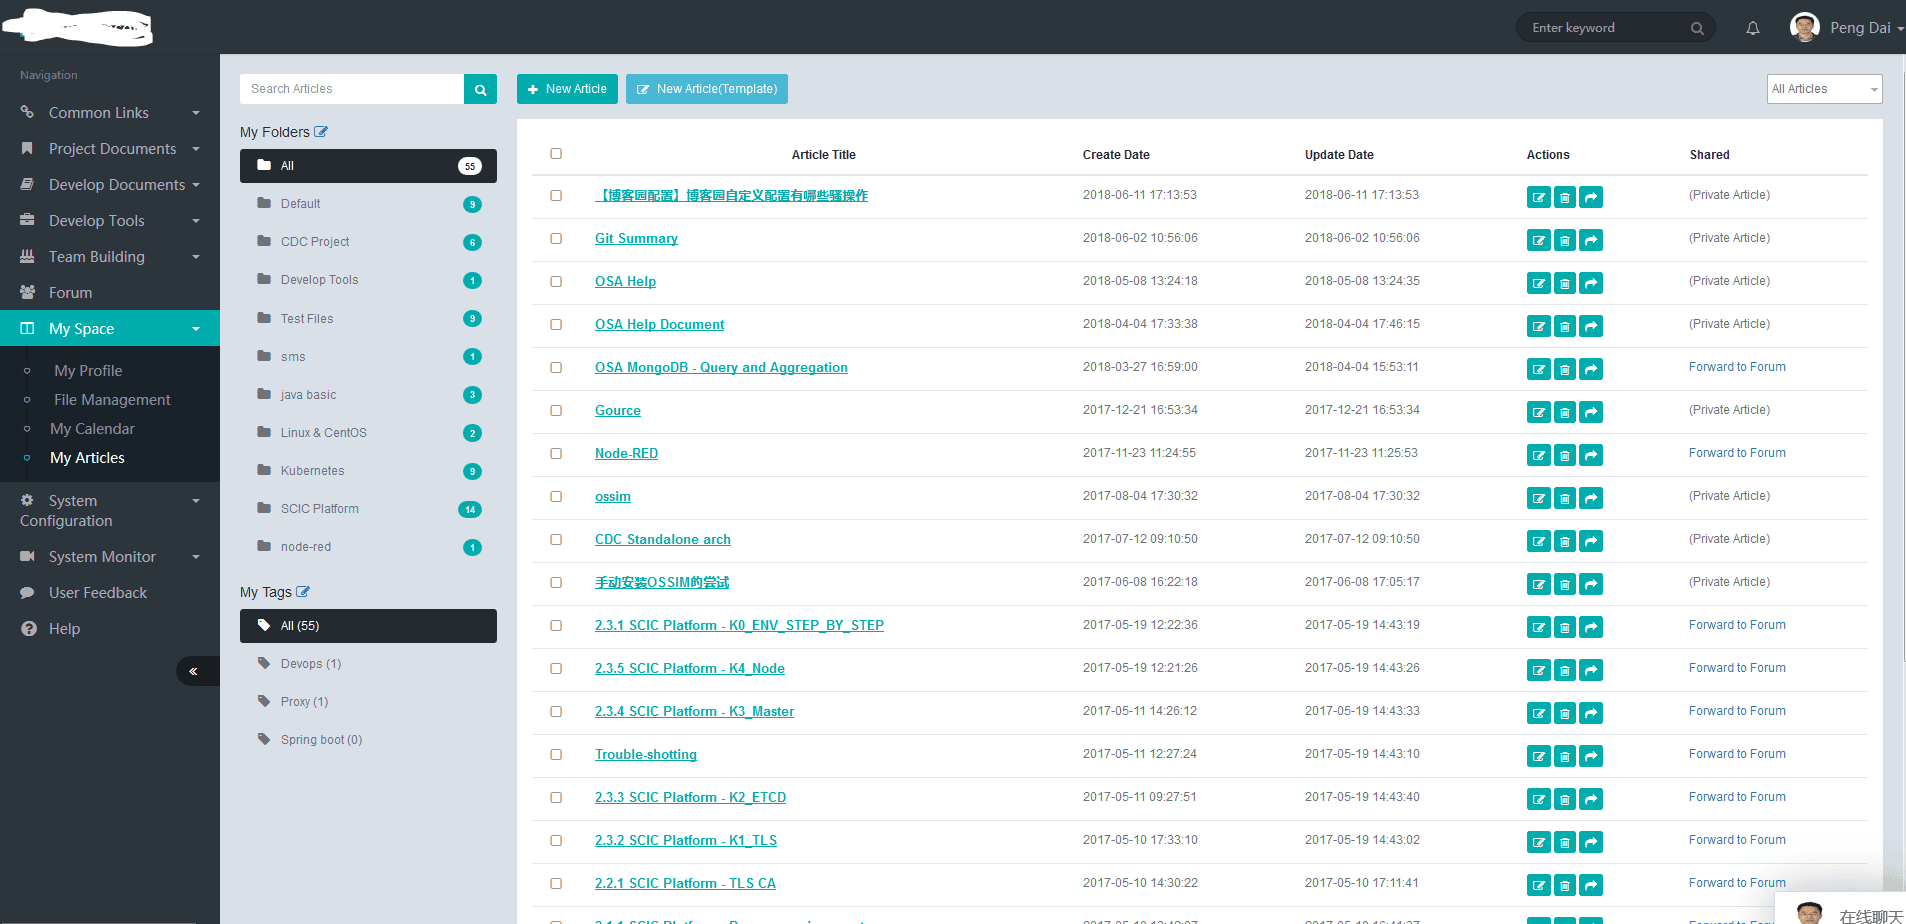 Enter keyword
Peng Dai
Navigation
Common Links
Project Documents
Develop Documents
Develop Tools
Team Building
Forum
My Space
My Profile
File Management
My Calendar
My Articles
System
Configuration
System Monitor
User Feedback
Help
Search Articles
My Folders
All 55
Default 9
CDC Project 6
Develop Tools 1
Test Files 9
sms 1
java basic 3
Linux & CentOS 2
Kubernetes 9
SCIC Platform 14
node-red 1
My Tags
All (55)
Devops (1)
Proxy (1)
Spring boot (0)
New Article New Article(Template) All Articles
Article Title Create Date Update Date Actions Shared
【博客园配置】博客园自定义配置有哪些骚操作 2018-06-11 17:13:53 2018-06-11 17:13:53 (Private Article)
Git Summary 2018-06-02 10:56:06 2018-06-02 10:56:06 (Private Article)
OSA Help 2018-05-08 13:24:18 2018-05-08 13:24:35 (Private Article)
OSA Help Document 2018-04-04 17:33:38 2018-04-04 17:46:15 (Private Article)
OSA MongoDB - Query and Aggregation 2018-03-27 16:59:00 2018-04-04 15:53:11 Forward to Forum
Gource 2017-12-21 16:53:34 2017-12-21 16:53:34 (Private Article)
Node-RED 2017-11-23 11:24:55 2017-11-23 11:25:53 Forward to Forum
ossim 2017-08-04 17:30:32 2017-08-04 17:30:32 (Private Article)
CDC Standalone arch 2017-07-12 09:10:50 2017-07-12 09:10:50 (Private Article)
手动安装OSSIM的尝试 2017-06-08 16:22:18 2017-06-08 17:05:17 (Private Article)
2.3.1 SCIC Platform - K0_ENV_STEP_BY_STEP 2017-05-19 12:22:36 2017-05-19 14:43:19 Forward to Forum
2.3.5 SCIC Platform - K4_Node 2017-05-19 12:21:26 2017-05-19 14:43:26 Forward to Forum
2.3.4 SCIC Platform - K3_Master 2017-05-11 14:26:12 2017-05-19 14:43:33 Forward to Forum
Trouble-shotting 2017-05-11 12:27:24 2017-05-19 14:43:10 Forward to Forum
2.3.3 SCIC Platform - K2_ETCD 2017-05-11 09:27:51 2017-05-19 14:43:40 Forward to Forum
2.3.2 SCIC Platform - K1_TLS 2017-05-10 17:33:10 2017-05-19 14:43:02 Forward to Forum
2.2.1 SCIC Platform - TLS CA 2017-05-10 14:30:22 2017-05-10 17:11:41 Forward to Forum
在线聊天